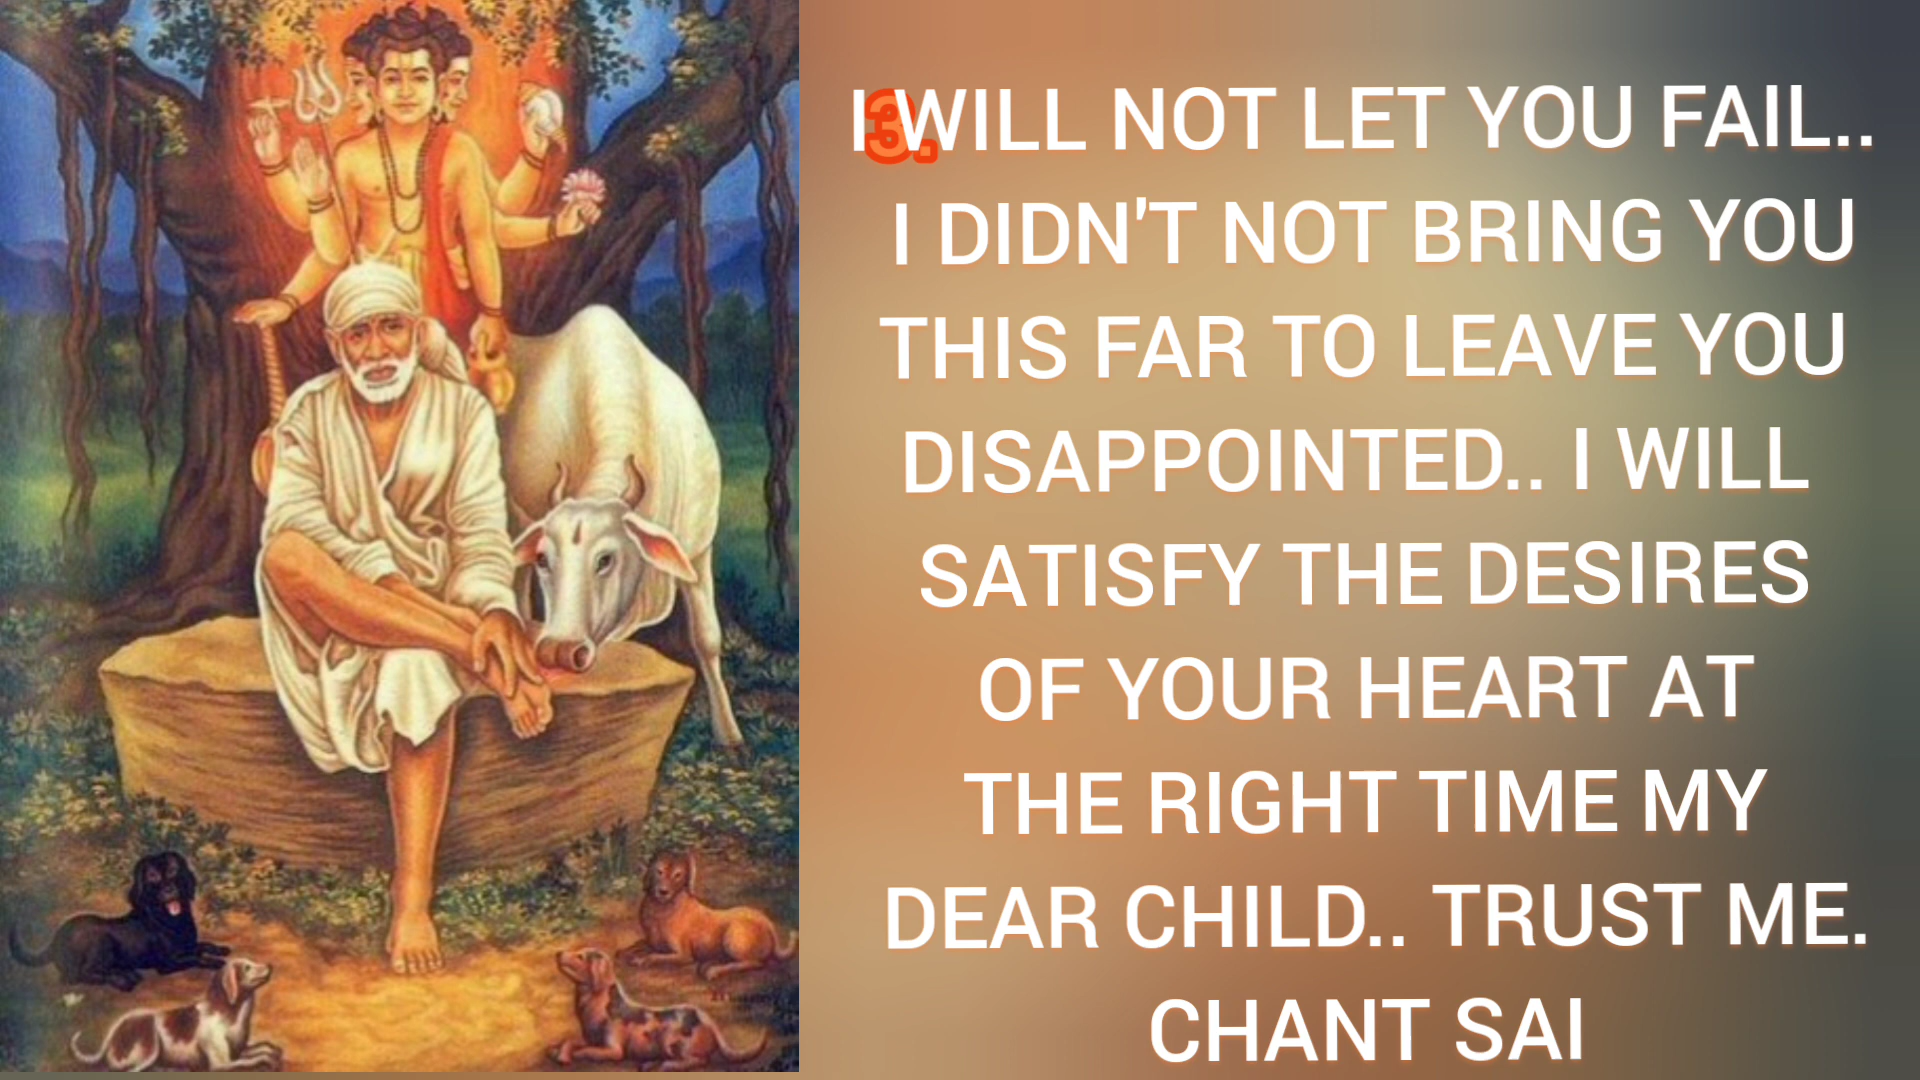 3.
I WILL NOT LET YOU FAIL..
I DIDN'T NOT BRING YOU
THIS FAR TO LEAVE YOU
DISAPPOINTED.. I WILL
SATISFY THE DESIRES
OF YOUR HEART AT
THE RIGHT TIME MY
DEAR CHILD.. TRUST ME.
CHANT SAI